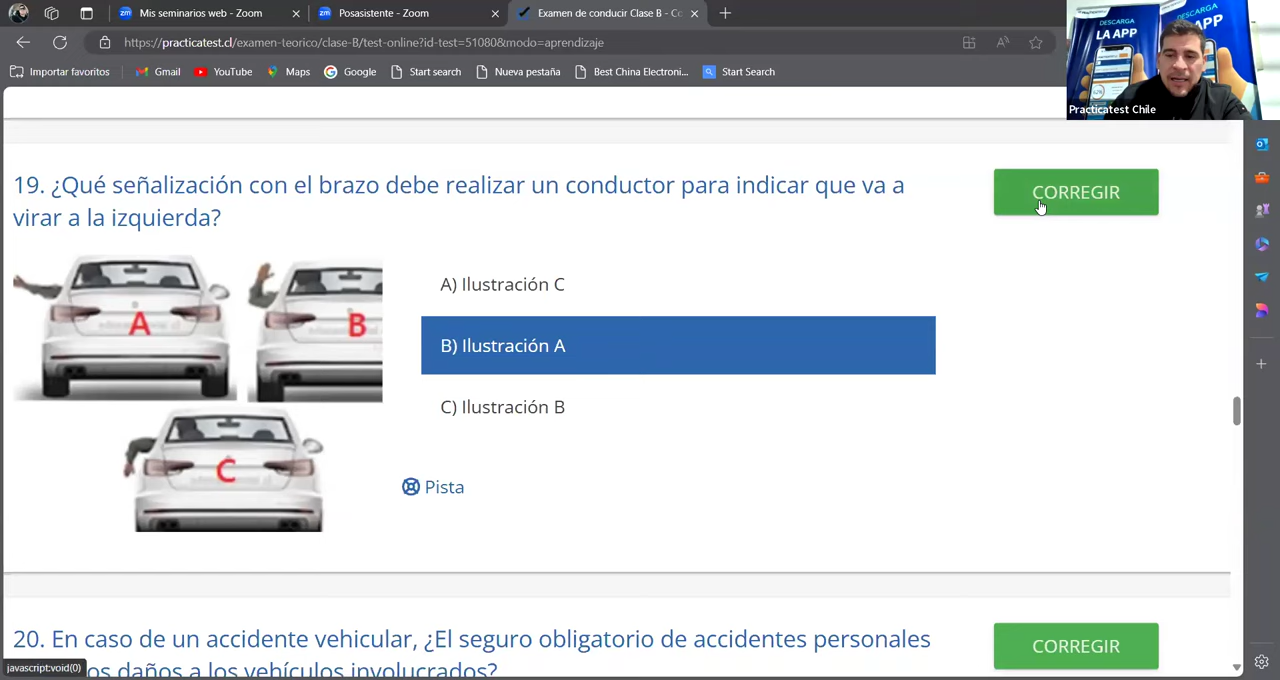 Mis seminarios web - Zoom
Posasistente - Zoom
Examen de conducir Clase B - Co
https://practicatest.cl/examen-teorico/clase-B/test-online?id-test=51080&modo=aprendizaje
Importar favoritos
Gmail
YouTube
Maps
Google
Start search
Nueva pestaña
Best China Electroni...
Start Search
DESCARGA
LA APP
DESCARGA
LA APP
Practicatest Chile
19. ¿Qué señalización con el brazo debe realizar un conductor para indicar que va a
virar a la izquierda?
CORREGIR
A
B
C
A) Ilustración C
B) Ilustración A
C) Ilustración B
Pista
20. En caso de un accidente vehicular, ¿El seguro obligatorio de accidentes personales
os daños a los vehículos involucrados?
CORREGIR
javascript:void(0)